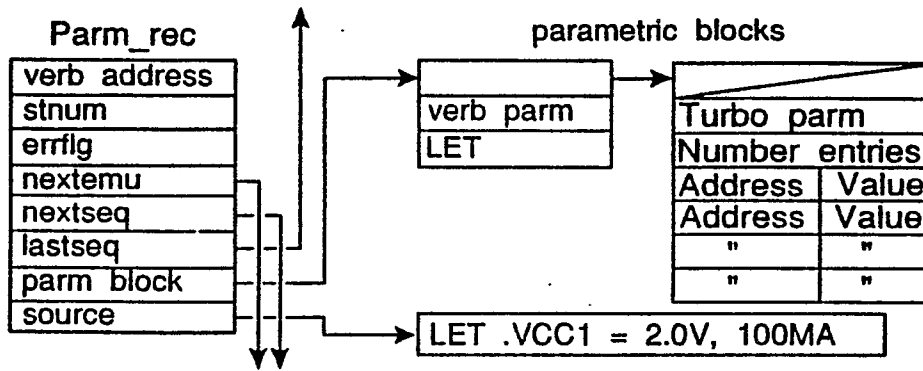 Parm_rec
verb address
stnum
errflg
nextemu
nextseq
lastseq
parm block
source
parametric blocks
verb parm
LET
Turbo parm
Number entries
Address Value
Address Value
" "
" "
LET .VCC1 = 2.0V, 100MA